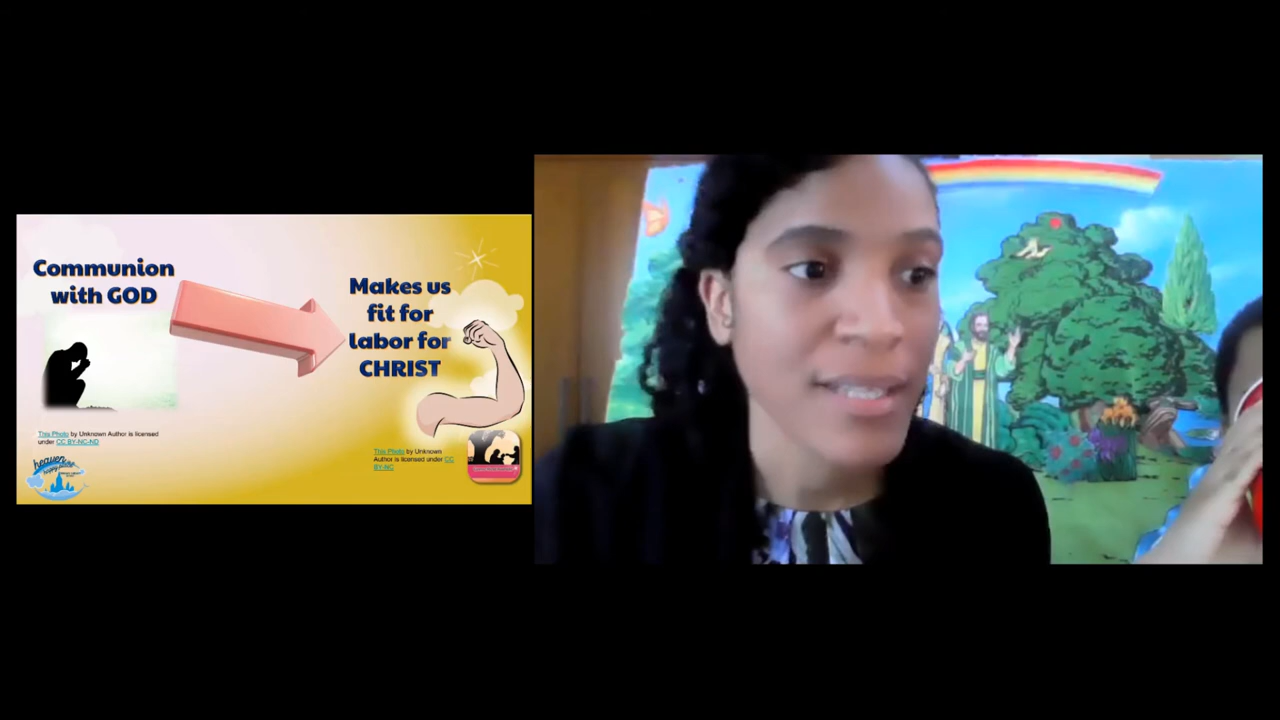 Communion
with GOD
Makes us
fit for
labor for
CHRIST
This Photo by Unknown Author is licensed
under CC BY-NC-ND
This Photo by Unknown
Author is licensed under CC
BY-NC
heaven